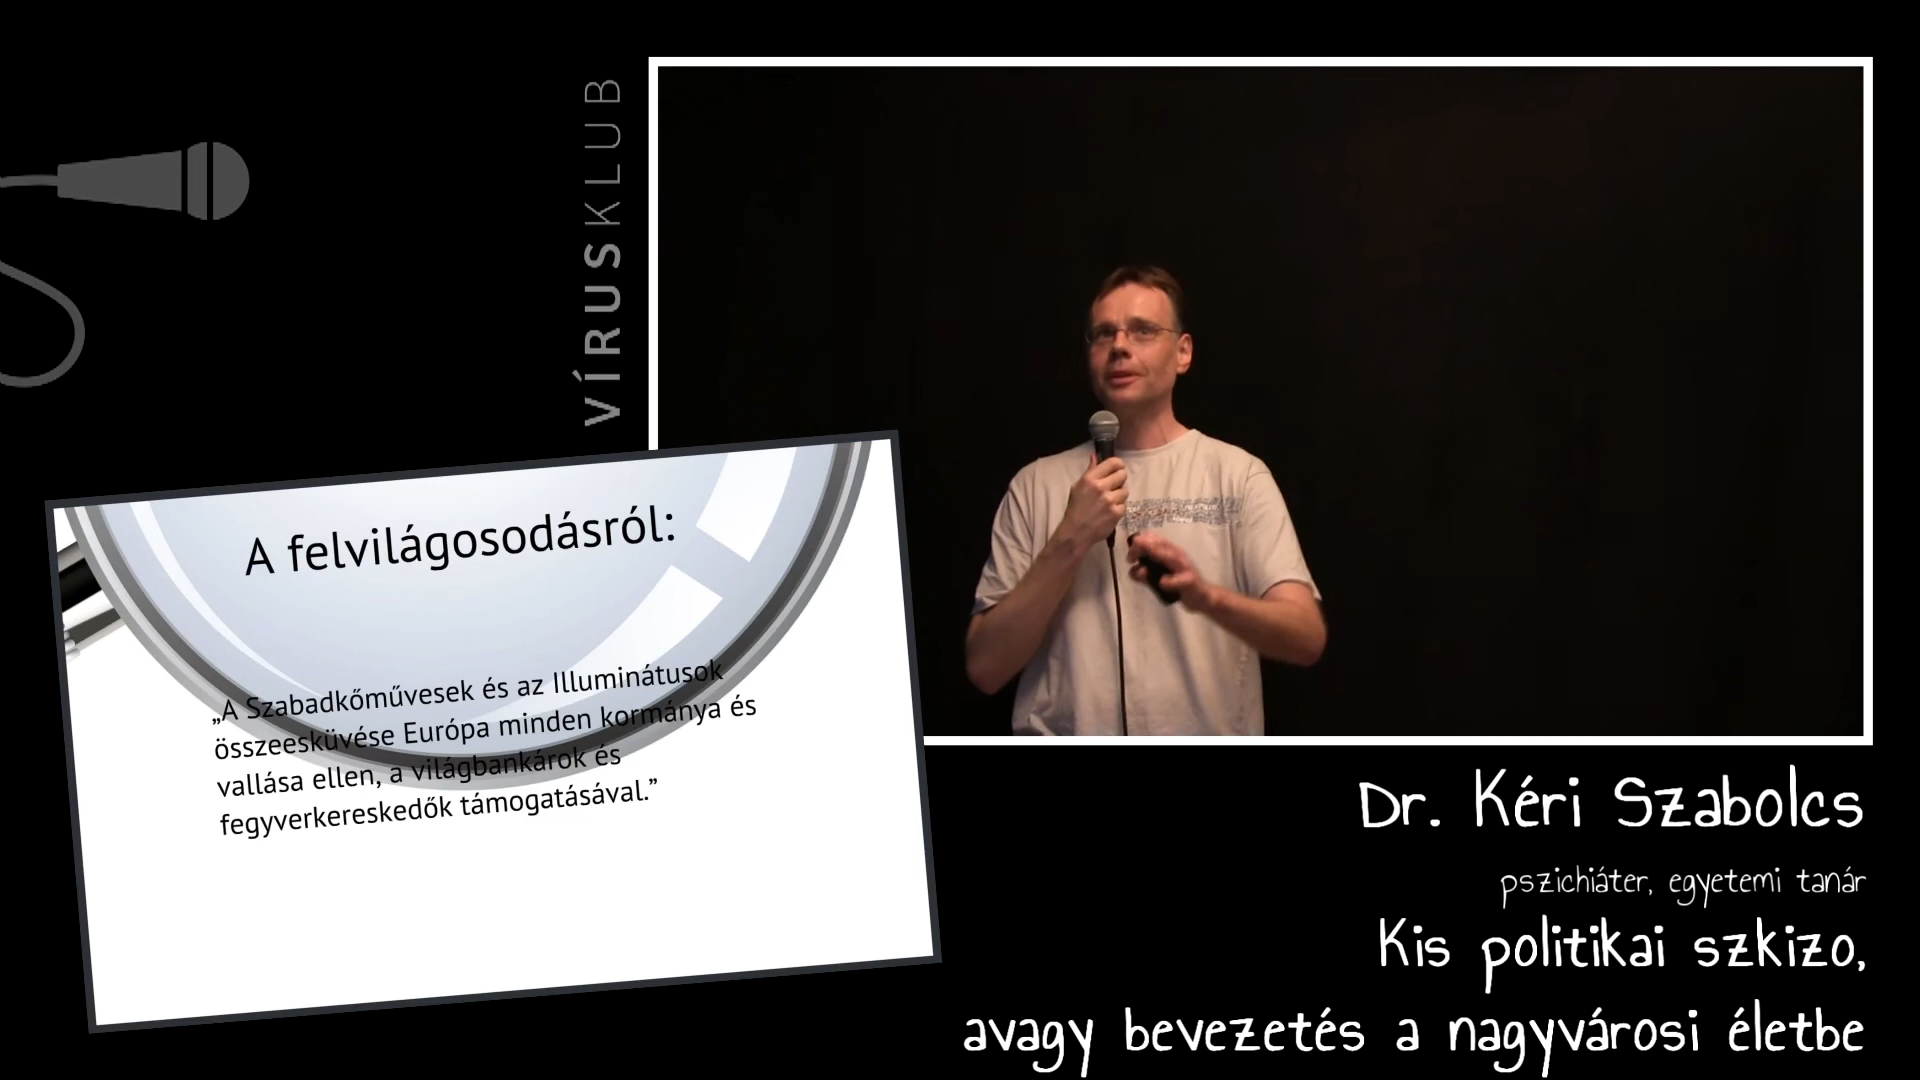 VÍRUSKLUB
A felvilágosodásról:
„A Szabadkőművesek és az Illuminátusok
összeesküvése Európa minden kormánya és
vallása ellen, a világbankárok és
fegyverkereskedők támogatásával.”
Dr. Kéri Szabolcs
pszichiáter, egyetemi tanár
Kis politikai szkizo,
avagy bevezetés a nagyvárosi életbe